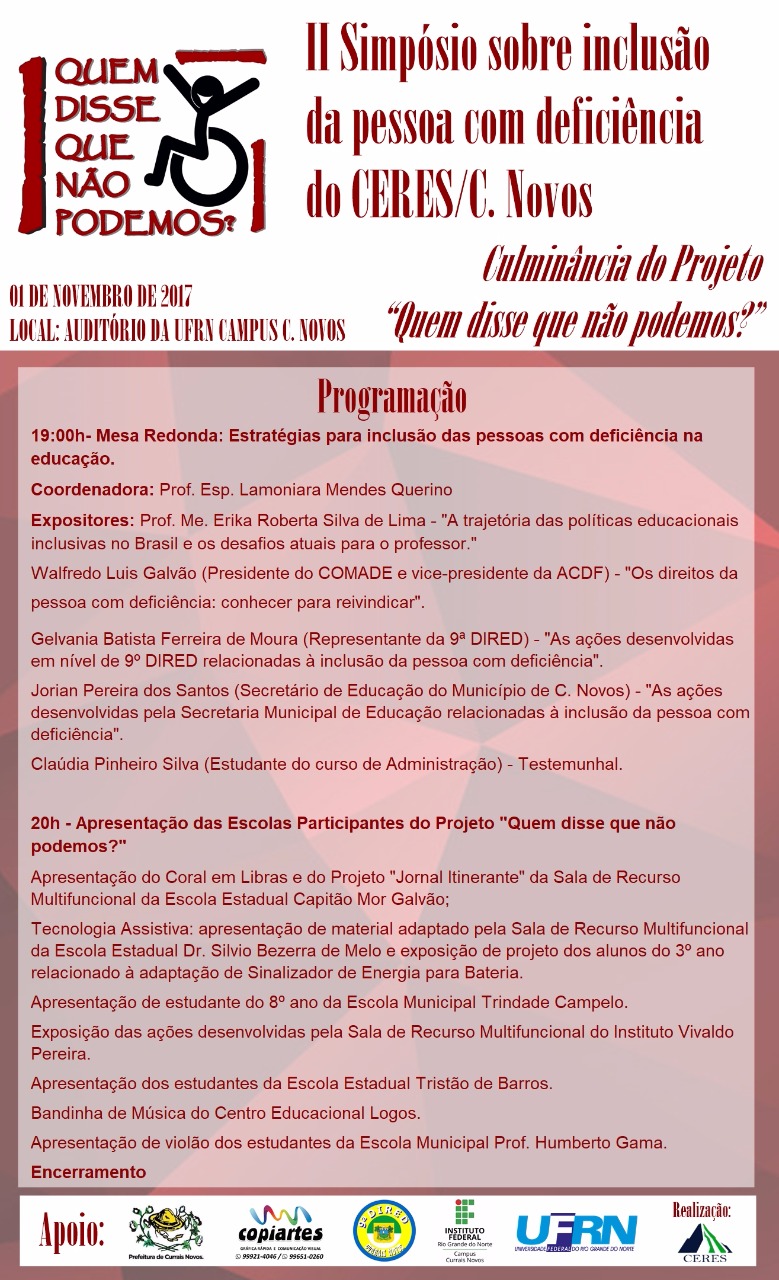 QUEM
DISSE
QUE
NÃO
PODEMOS?
II Simpósio sobre inclusão
da pessoa com deficiência
do CERES/C. Novos
Culminância do Projeto
"Quem disse que não podemos?"
01 DE NOVEMBRO DE 2017
LOCAL: AUDITÓRIO DA UFRN CAMPUS C. NOVOS
Programação
19:00h- Mesa Redonda: Estratégias para inclusão das pessoas com deficiência na
educação.
Coordenadora: Prof. Esp. Lamoniara Mendes Querino
Expositores: Prof. Me. Erika Roberta Silva de Lima - "A trajetória das políticas educacionais
inclusivas no Brasil e os desafios atuais para o professor."
Walfredo Luis Galvão (Presidente do COMADE e vice-presidente da ACDF) - "Os direitos da
pessoa com deficiência: conhecer para reivindicar".
Gelvania Batista Ferreira de Moura (Representante da 9ª DIRED) - "As ações desenvolvidas
em nível de 9º DIRED relacionadas à inclusão da pessoa com deficiência".
Jorian Pereira dos Santos (Secretário de Educação do Município de C. Novos) - "As ações
desenvolvidas pela Secretaria Municipal de Educação relacionadas à inclusão da pessoa com
deficiência".
Claúdia Pinheiro Silva (Estudante do curso de Administração) - Testemunhal.
20h - Apresentação das Escolas Participantes do Projeto "Quem disse que não
podemos?"
Apresentação do Coral em Libras e do Projeto "Jornal Itinerante" da Sala de Recurso
Multifuncional da Escola Estadual Capitão Mor Galvão;
Tecnologia Assistiva: apresentação de material adaptado pela Sala de Recurso Multifuncional
da Escola Estadual Dr. Silvio Bezerra de Melo e exposição de projeto dos alunos do 3º ano
relacionado à adaptação de Sinalizador de Energia para Bateria.
Apresentação de estudante do 8º ano da Escola Municipal Trindade Campelo.
Exposição das ações desenvolvidas pela Sala de Recurso Multifuncional do Instituto Vivaldo
Pereira.
Apresentação dos estudantes da Escola Estadual Tristão de Barros.
Bandinha de Música do Centro Educacional Logos.
Apresentação de violão dos estudantes da Escola Municipal Prof. Humberto Gama.
Encerramento
Apoio:
Prefeitura de Currais Novos.
copiartes
GRÁFICA RÁPIDA E COMUNICAÇÃO VISUAL
99921-4046 / 99651-0260
9ª DIRED
INSTITUTO
FEDERAL
Rio Grande do Norte
Campus
Currais Novos
UFRN
UNIVERSIDADE FEDERAL DO RIO GRANDE DO NORTE
Realização:
CERES